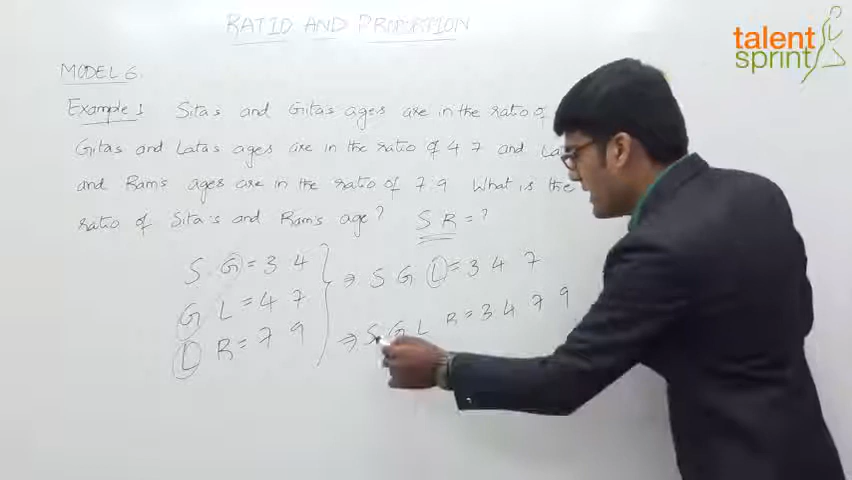 RATIO AND PROPORTION
talent
sprint
MODEL 6.
Example 1 Sita's and Gita's ages are in the ratio of
Gitas and Latas ages are in the ratio of 4 7 and
and Ram's ages are in the ratio of 7 9 What is the
ratio of Sita's and Ram's age? S R = ?
S G = 3 4
G L = 4 7
L R = 7 9
⇒ S G L = 3 4 7
⇒ S G L R = 3 4 7 9